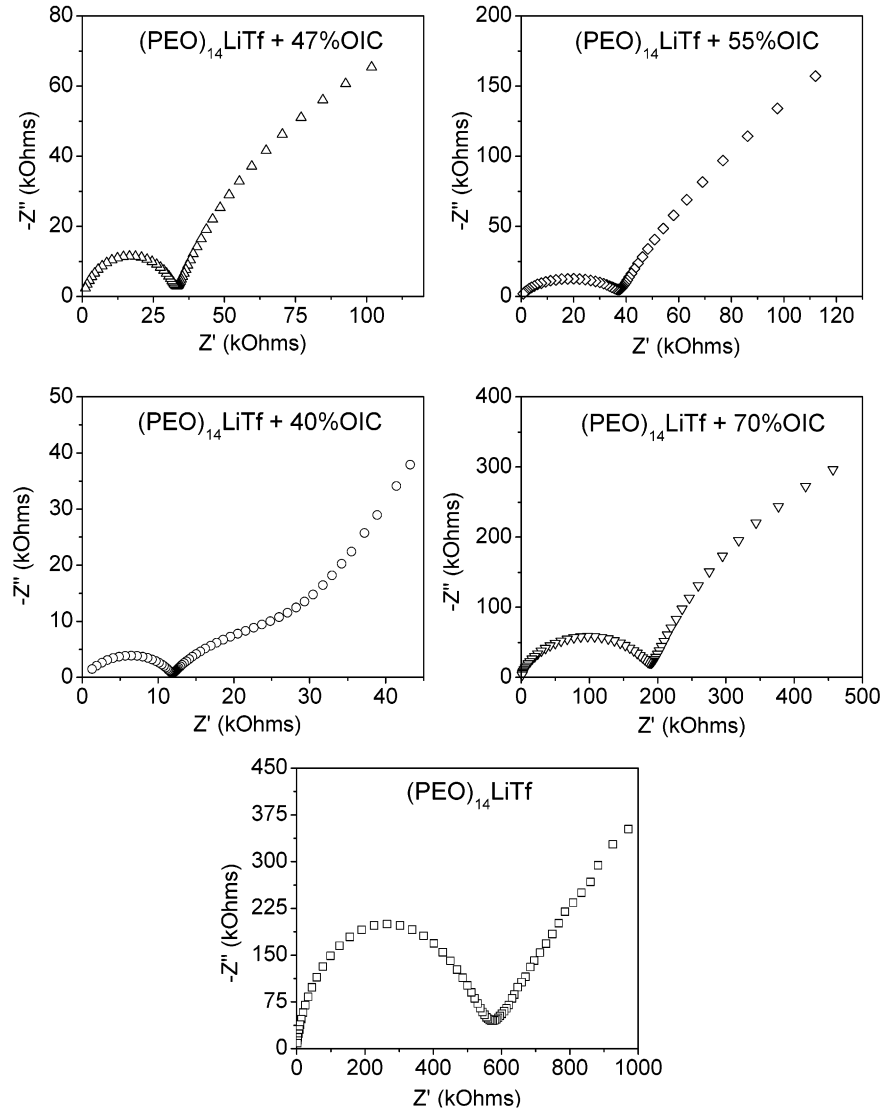 (PEO)₁₄LiTf + 47%OIC
80
60
40
20
0
-Z" (kOhms)
0 25 50 75 100
Z' (kOhms)
(PEO)₁₄LiTf + 55%OIC
200
150
100
50
0
-Z" (kOhms)
0 20 40 60 80 100 120
Z' (kOhms)
(PEO)₁₄LiTf + 40%OIC
50
40
30
20
10
0
-Z" (kOhms)
0 10 20 30 40
Z' (kOhms)
(PEO)₁₄LiTf + 70%OIC
400
300
200
100
0
-Z" (kOhms)
0 100 200 300 400 500
Z' (kOhms)
(PEO)₁₄LiTf
450
375
300
225
150
75
0
-Z" (kOhms)
0 200 400 600 800 1000
Z' (kOhms)